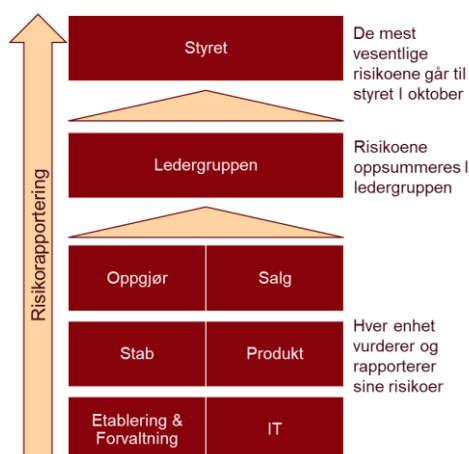 Styret
De mest
vesentlige
risikoene går til
styret I oktober
Ledergruppen
Risikoene
oppsummeres I
ledergruppen
Risikorapportering
Oppgjør
Salg
Stab
Produkt
Hver enhet
vurderer og
rapporterer
sine risikoer
Etablering &
Forvaltning
IT